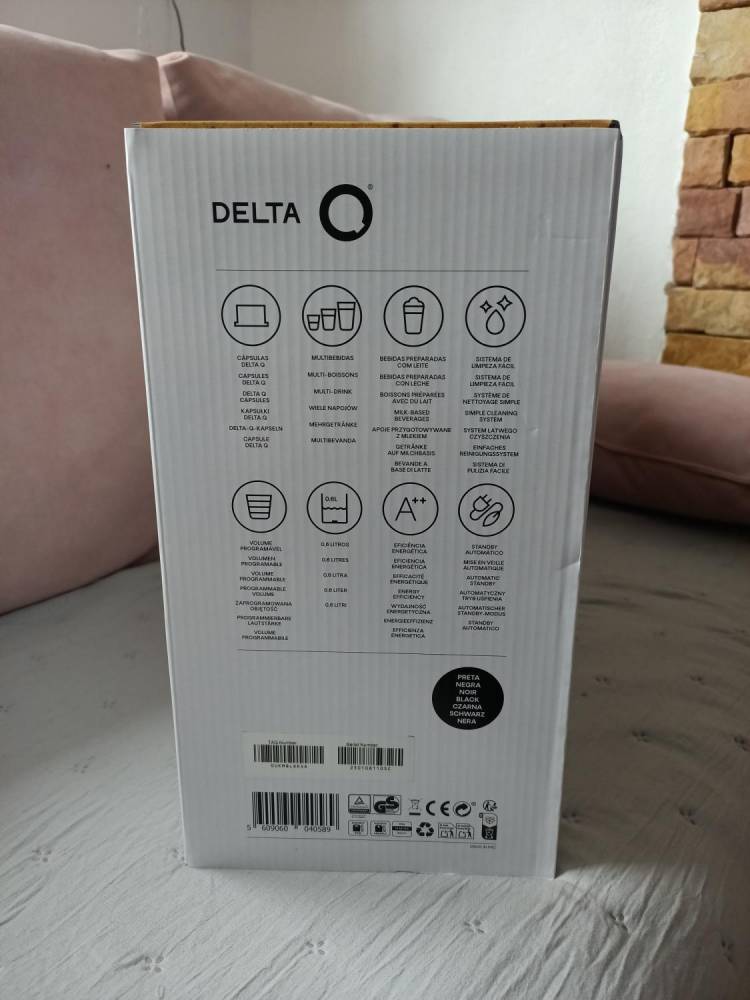 DELTA Q®
CÁPSULAS
DELTA Q
CAPSULES
DELTA Q
DELTA Q
CAPSULES
KAPSUŁKI
DELTA Q
DELTA-Q-KAPSELN
CAPSULE
DELTA Q
MULTIBEBIDAS
MULTI-BOISSONS
MULTI-DRINK
WIELE NAPOJÓW
MEHRGETRÄNKE
MULTIBEVANDA
BEBIDAS PREPARADAS
COM LEITE
BEBIDAS PREPARADAS
CON LECHE
BOISSONS PRÉPARÉES
AVEC DU LAIT
MILK-BASED
BEVERAGES
NAPOJE PRZYGOTOWYWANE
Z MLEKIEM
GETRÄNKE
AUF MILCHBASIS
BEVANDE A
BASE DI LATTE
SISTEMA DE
LIMPEZA FÁCIL
SISTEMA DE
LIMPIEZA FÁCIL
SYSTÈME DE
NETTOYAGE SIMPLE
SIMPLE CLEANING
SYSTEM
SYSTEM ŁATWEGO
CZYSZCZENIA
EINFACHES
REINIGUNGSSYSTEM
SISTEMA DI
PULIZIA FACILE
0,6L
A++
VOLUME
PROGRAMÁVEL
VOLUMEN
PROGRAMABLE
VOLUME
PROGRAMMABLE
PROGRAMMABLE
VOLUME
ZAPROGRAMOWANA
OBJĘTOŚĆ
PROGRAMMIERBARE
LAUTSTÄRKE
VOLUME
PROGRAMMABILE
0,6 LITROS
0,6 LITRES
0,6 LITRA
0,6 LITER
0,6 LITRI
EFICIÊNCIA
ENERGÉTICA
EFICIENCIA
ENERGÉTICA
EFFICACITÉ
ÉNERGÉTIQUE
ENERGY
EFFICIENCY
WYDAJNOŚĆ
ENERGETYCZNA
ENERGIEEFFIZIENZ
EFFICIENZA
ENERGETICA
STANDBY
AUTOMÁTICO
MISE EN VEILLE
AUTOMATIQUE
AUTOMATIC
STANDBY
AUTOMATYCZNY
TRYB UŚPIENIA
AUTOMATISCHER
STANDBY-MODUS
STANDBY
AUTOMATICO
PRETA
NEGRA
NOIR
BLACK
CZARNA
SCHWARZ
NERA
TAG Number
Serial Number
5 609060 040589
GS
CE